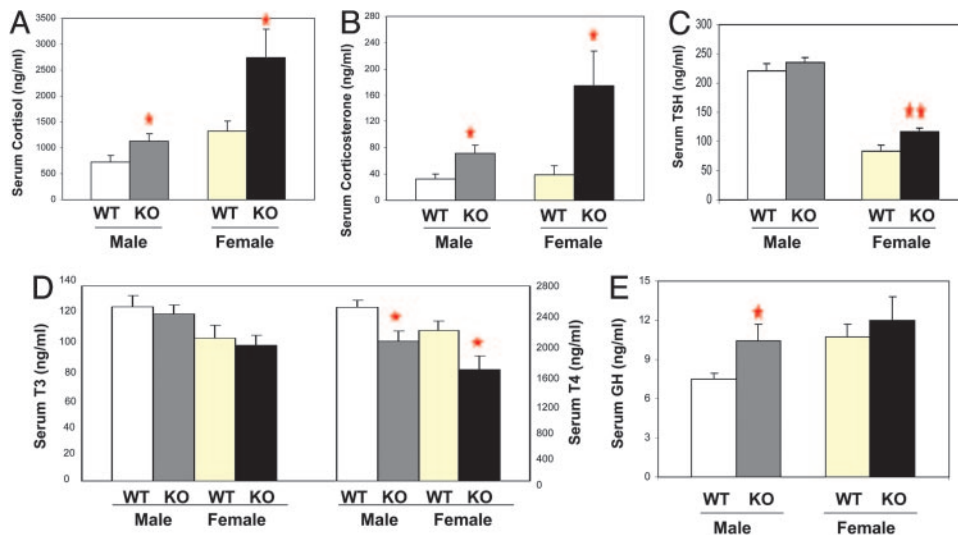 A
Serum Cortisol (ng/ml)
3500
3000
2500
2000
1500
1000
500
0
WT KO WT KO
Male Female
B
Serum Corticosterone (ng/ml)
280
240
200
160
120
80
40
0
WT KO WT KO
Male Female
C
Serum TSH (ng/ml)
300
250
200
150
100
50
0
WT KO WT KO
Male Female
D
Serum T3 (ng/ml)
140
120
100
80
60
40
20
0
WT KO WT KO WT KO WT KO
Male Female Male Female
2800
2400
2000
1600
1200
800
400
0
Serum T4 (ng/ml)
E
Serum GH (ng/ml)
15
12
9
6
3
0
WT KO WT KO
Male Female